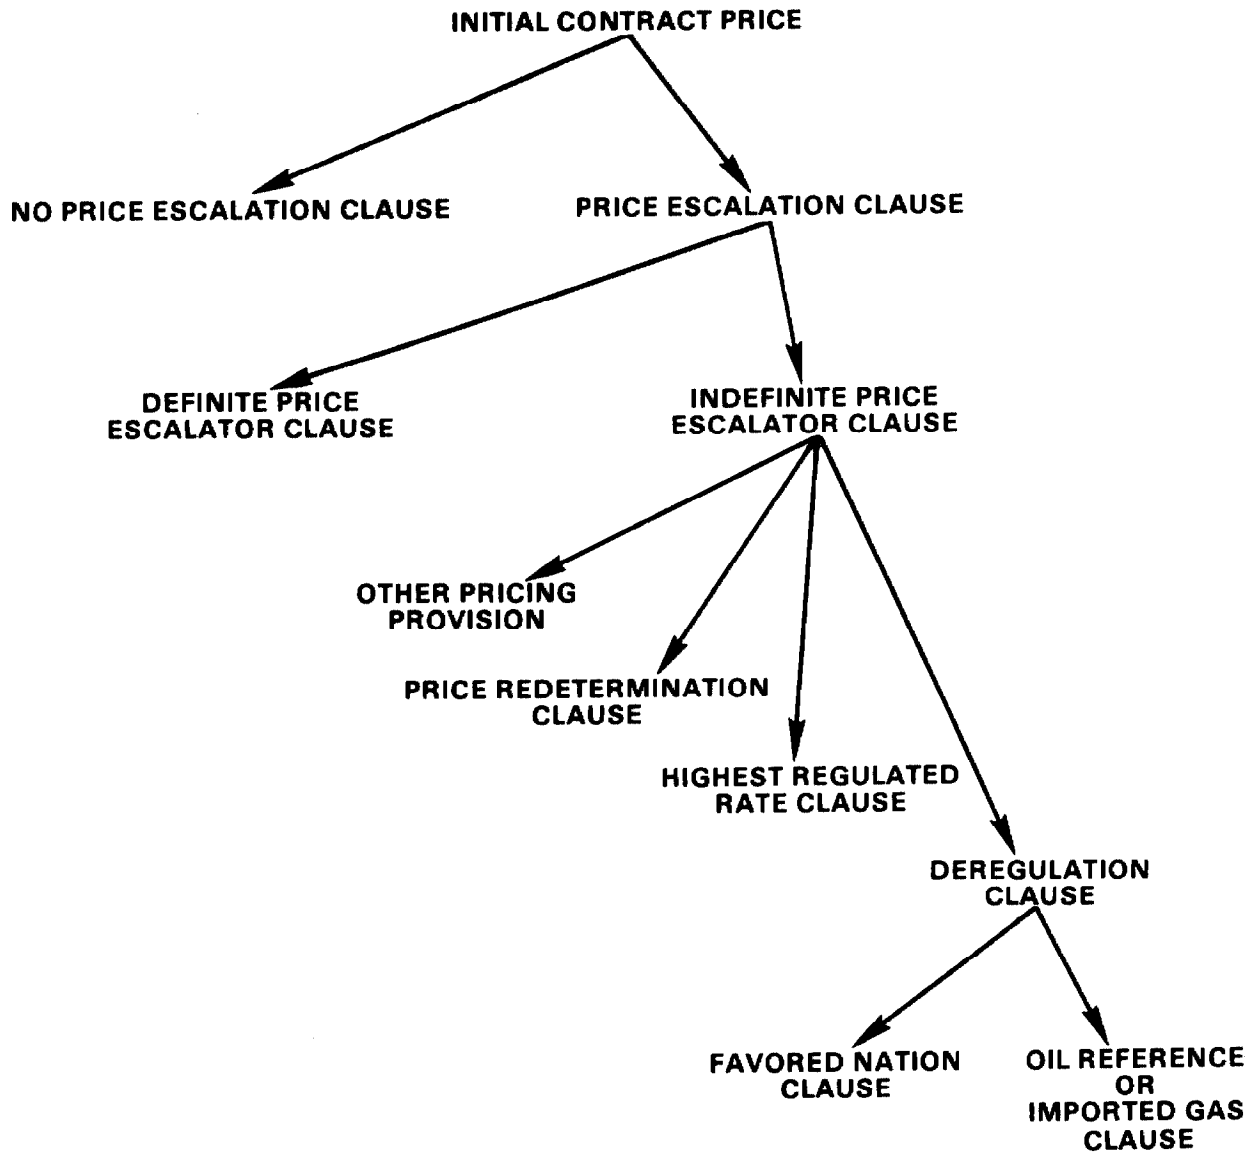 INITIAL CONTRACT PRICE
NO PRICE ESCALATION CLAUSE
PRICE ESCALATION CLAUSE
DEFINITE PRICE
ESCALATOR CLAUSE
INDEFINITE PRICE
ESCALATOR CLAUSE
OTHER PRICING
PROVISION
PRICE REDETERMINATION
CLAUSE
HIGHEST REGULATED
RATE CLAUSE
DEREGULATION
CLAUSE
FAVORED NATION
CLAUSE
OIL REFERENCE
OR
IMPORTED GAS
CLAUSE